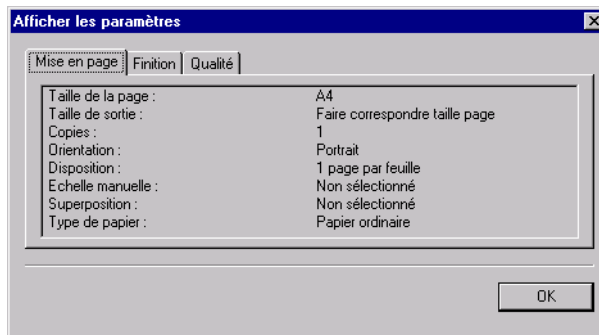 Afficher les paramètres
Mise en page Finition Qualité
Taille de la page : A4
Taille de sortie : Faire correspondre taille page
Copies : 1
Orientation : Portrait
Disposition : 1 page par feuille
Echelle manuelle : Non sélectionné
Superposition : Non sélectionné
Type de papier : Papier ordinaire
OK